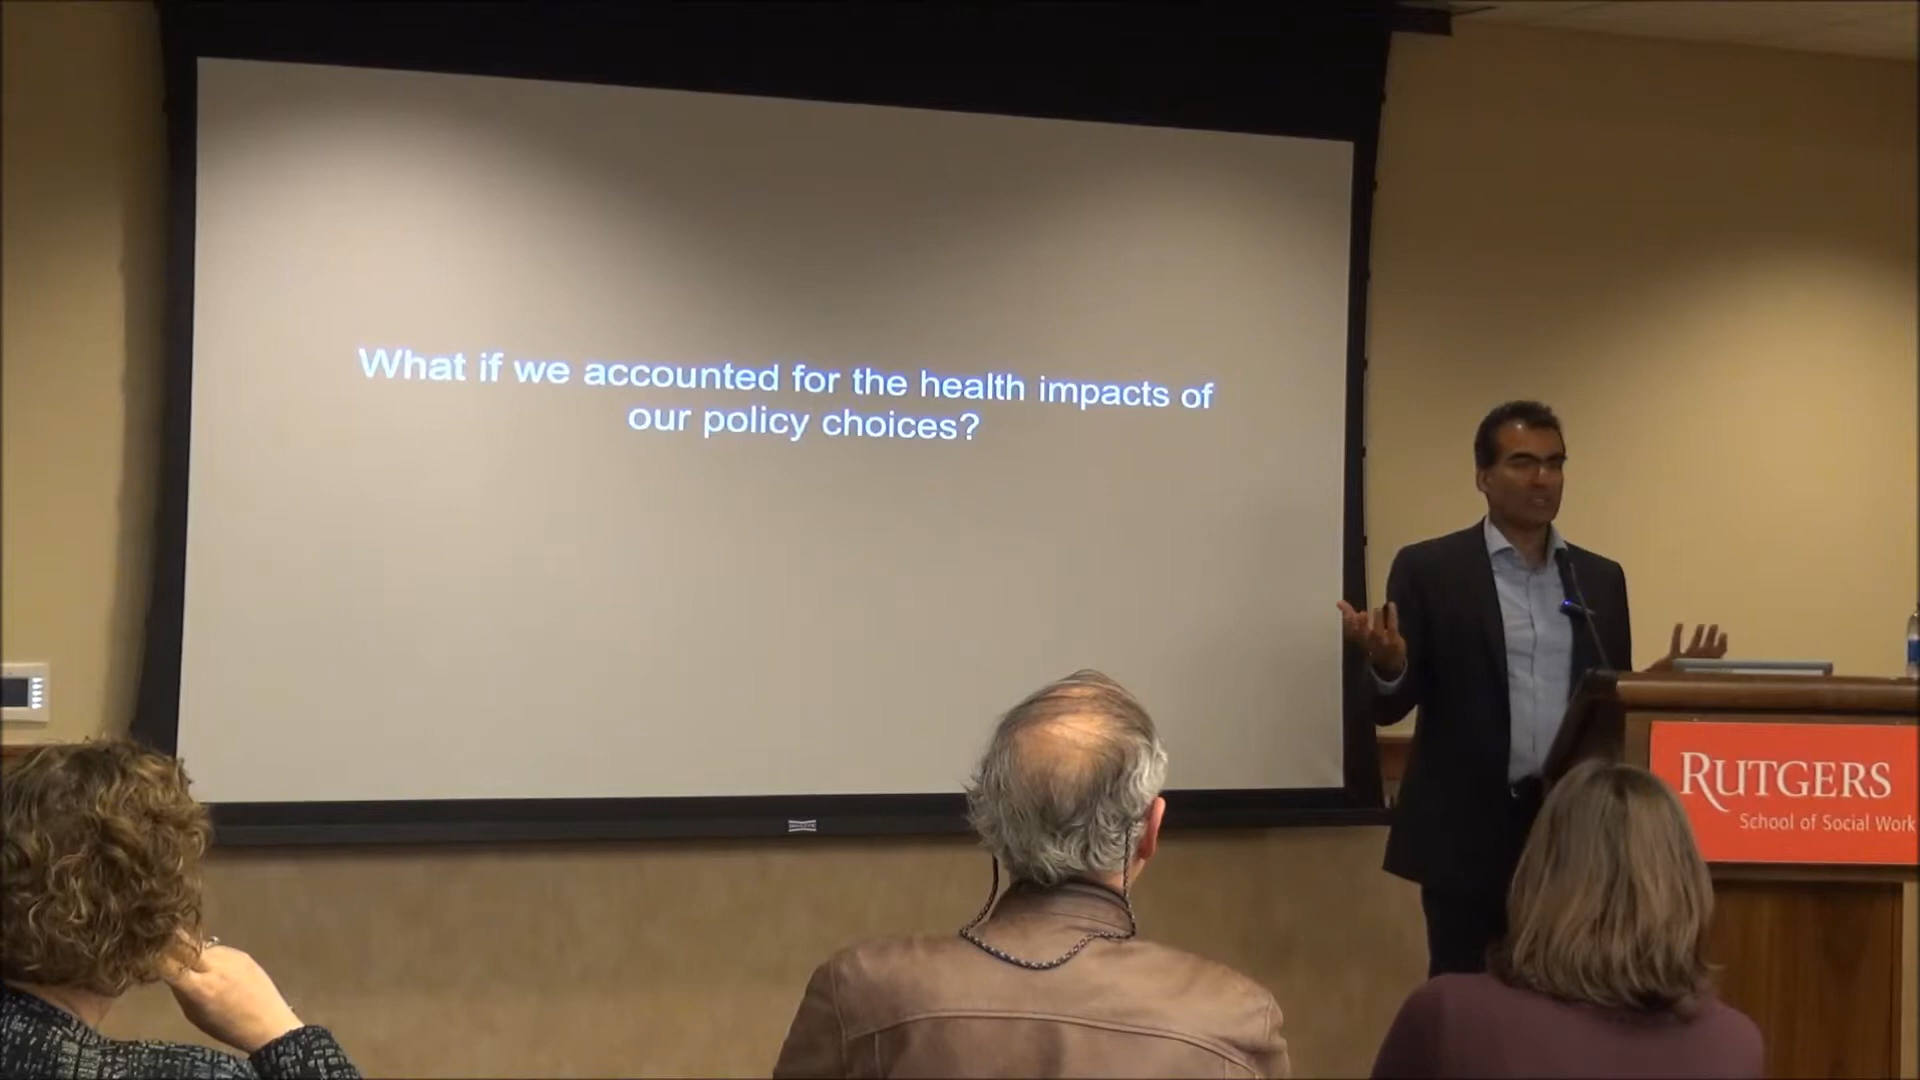 What if we accounted for the health impacts of
our policy choices?
RUTGERS
School of Social Work